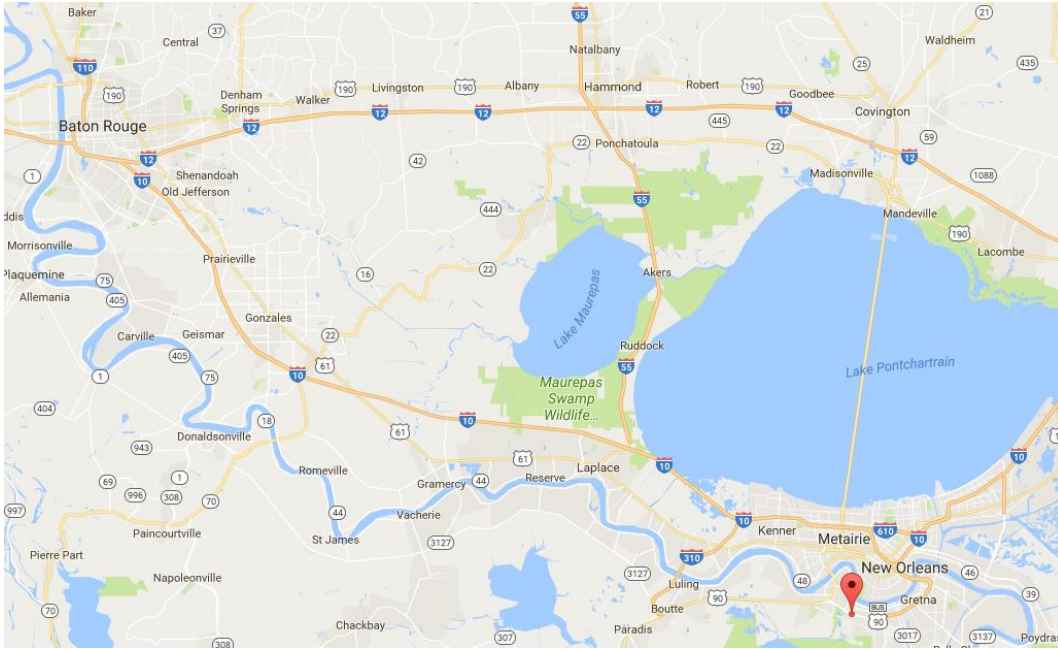 Baker
37
55
21
Waldheim
Central
Natalbany
435
110
25
190
190
Livingston
190
Albany
Hammond
Robert
190
Denham
Springs
Walker
Goodbee
12
12
12
12
Covington
Baton Rouge
12
445
59
22
Ponchatoula
22
12
12
42
1
Shenandoah
Madisonville
1088
10
Old Jefferson
55
444
Mandeville
ddis
190
Morrisonville
Lacombe
Prairieville
22
16
Akers
Plaquemine
75
Lake Maurepas
Allemania
405
Gonzales
Carville
Geismar
22
Ruddock
405
61
55
Lake Pontchartrain
1
75
10
Maurepas
Swamp
Wildlife...
404
18
10
Donaldsonville
61
943
10
61
Laplace
10
1
Romeville
69
Gramercy
44
Reserve
996
308
70
997
44
Vacherie
10
Kenner
610
Paincourtville
St James
3127
Metairie
10
Pierre Part
310
New Orleans
3127
46
Napoleonville
48
Luling
90
39
70
Boutte
BUS
90
Gretna
Chackbay
Paradis
3017
3137
Poydras
308
307